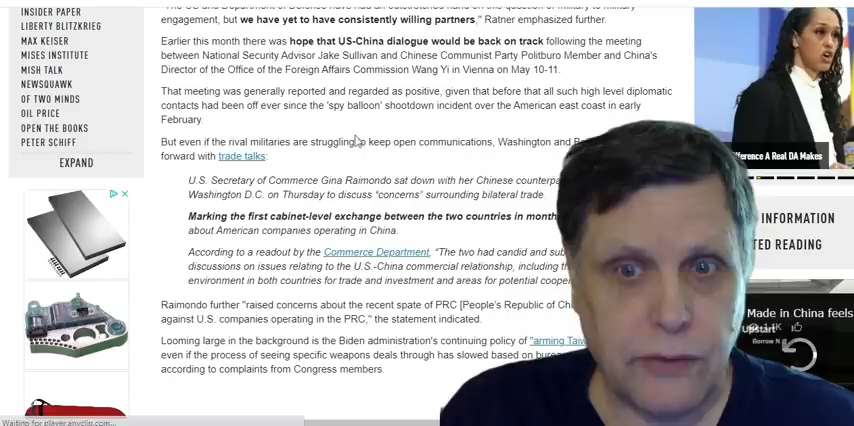 INSIDER PAPER
LIBERTY BLITZKRIEG
MAX KEISER
MISES INSTITUTE
MISH TALK
NEWSQUAWK
OF TWO MINDS
OIL PRICE
OPEN THE BOOKS
PETER SCHIFF
EXPAND
engagement, but we have yet to have consistently willing partners," Ratner emphasized further.
Earlier this month there was hope that US-China dialogue would be back on track following the meeting
between National Security Advisor Jake Sullivan and Chinese Communist Party Politburo Member and China's
Director of the Office of the Foreign Affairs Commission Wang Yi in Vienna on May 10-11.
That meeting was generally reported and regarded as positive, given that before that all such high level diplomatic
contacts had been off ever since the 'spy balloon' shootdown incident over the American east coast in early
February.
But even if the rival militaries are struggling to keep open communications, Washington and
forward with trade talks:
U.S. Secretary of Commerce Gina Raimondo sat down with her Chinese
Washington D.C. on Thursday to discuss "concerns" surrounding bilateral trade
Marking the first cabinet-level exchange between the two countries in
about American companies operating in China.
According to a readout by the Commerce Department, "The two had candid and
discussions on issues relating to the U.S.-China commercial relationship, including
environment in both countries for trade and investment and areas for potential
Raimondo further "raised concerns about the recent spate of PRC [People's Republic of
against U.S. companies operating in the PRC," the statement indicated.
Looming large in the background is the Biden administration's continuing policy of "arming
even if the process of seeing specific weapons deals through has slowed based on
according to complaints from Congress members.
A Real DA Makes
INFORMATION
READING
Made in China feels
Upstart
1.1K
Borrow N
Waiting for player.anyclip.com...